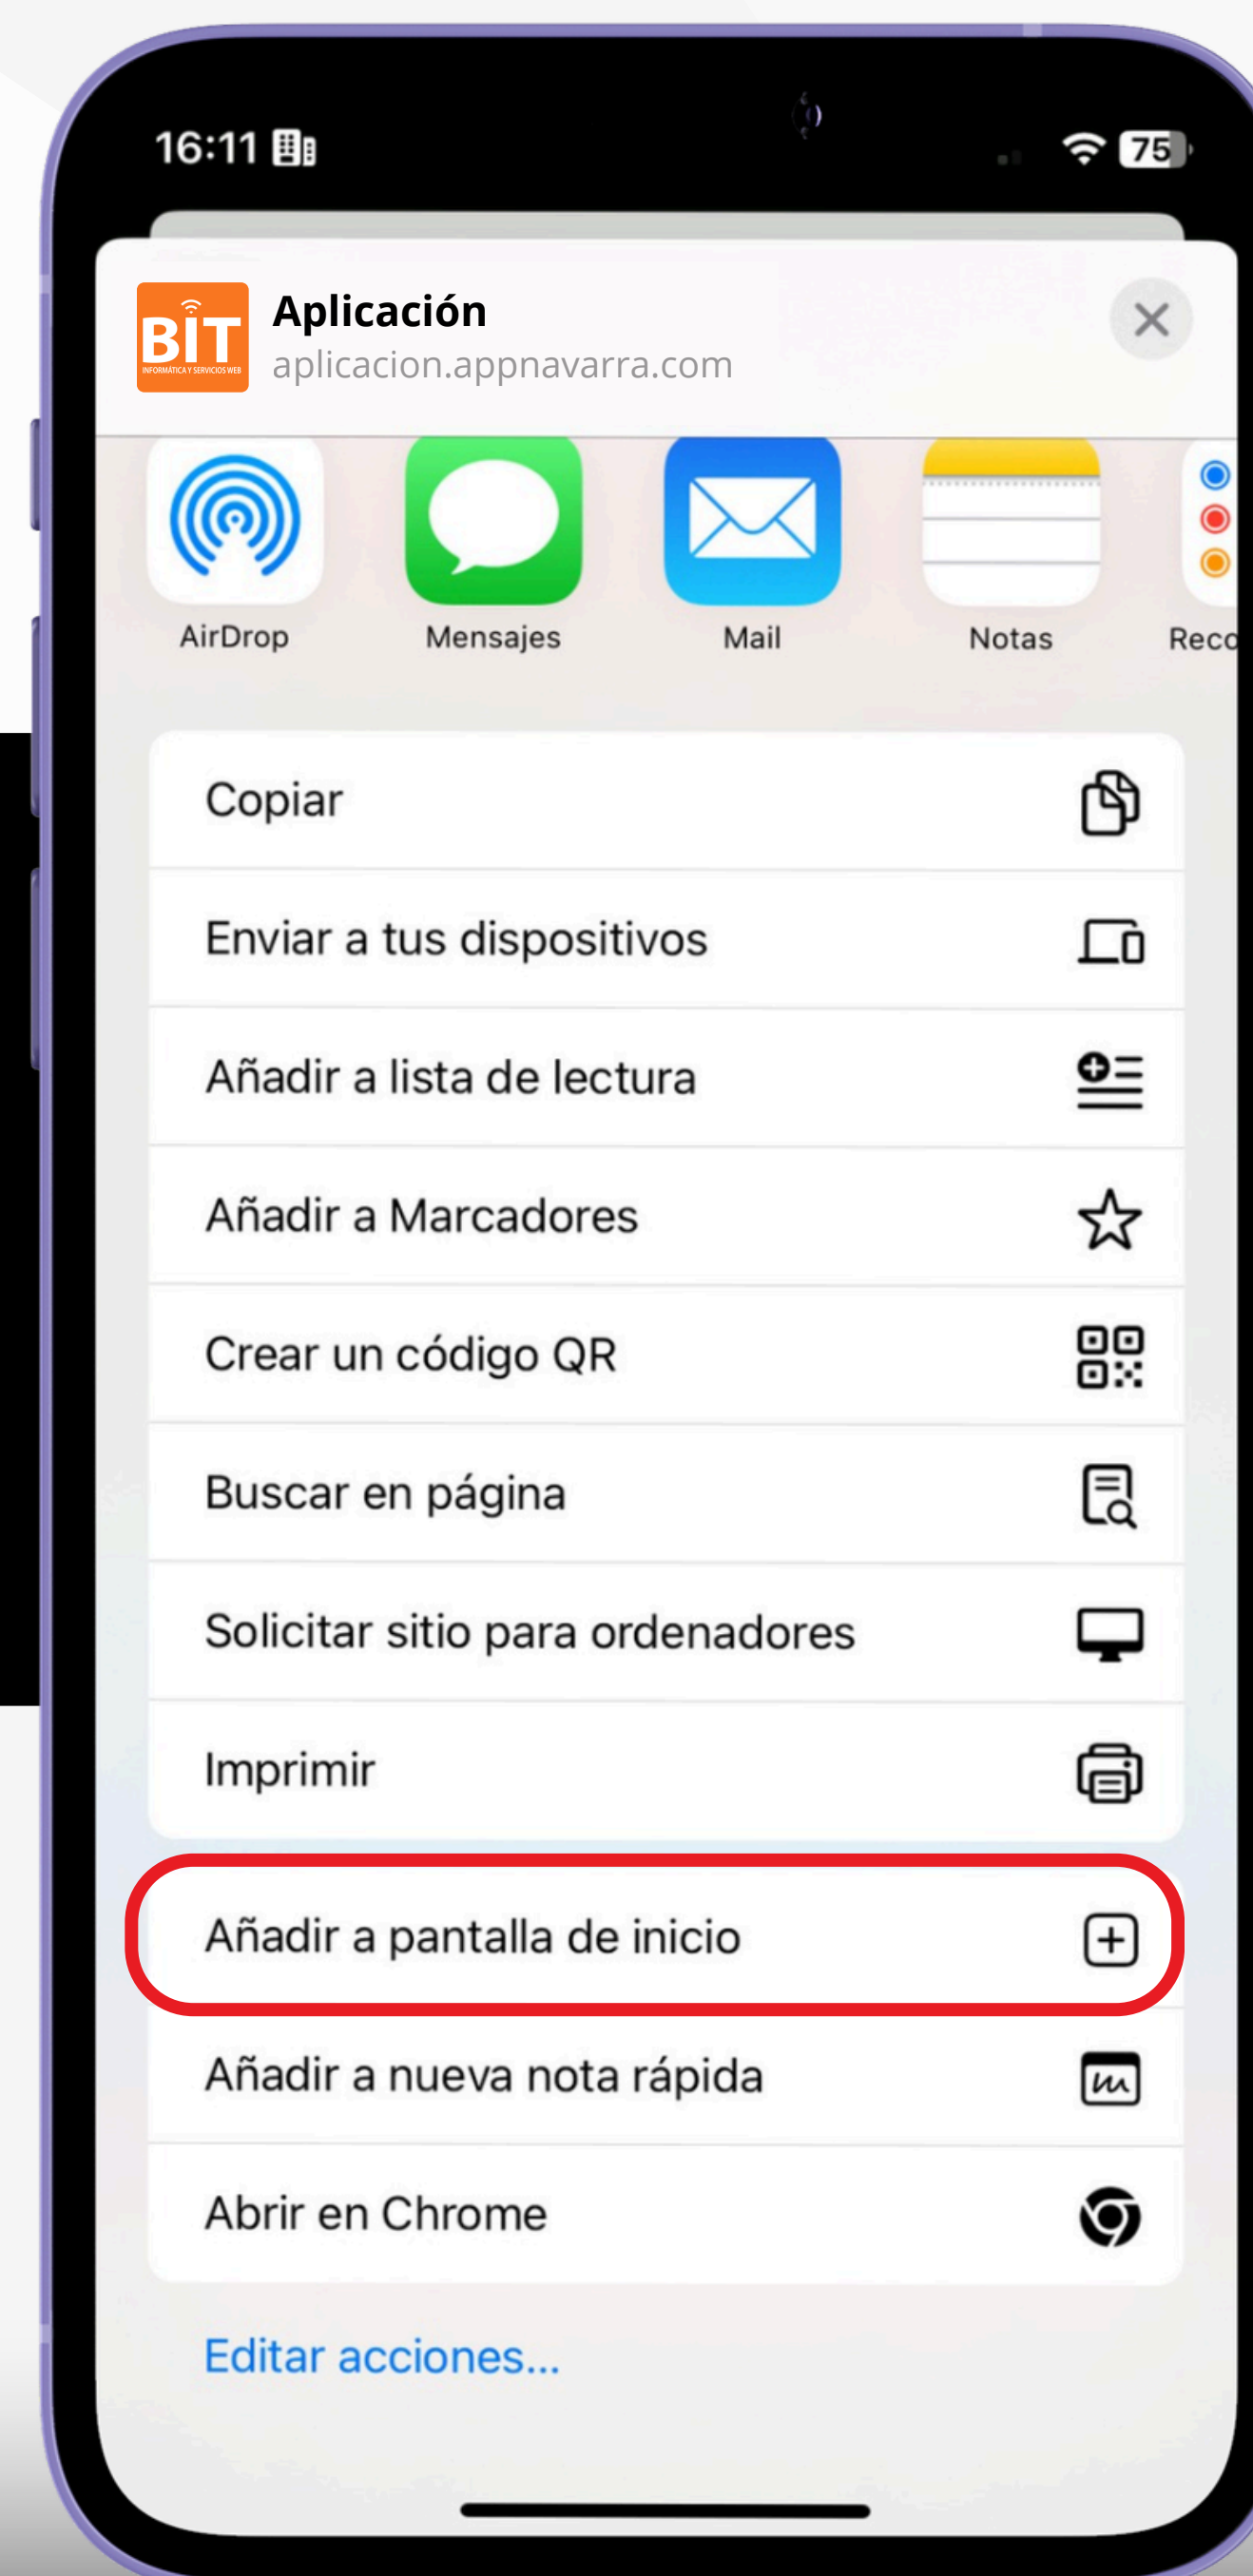 16:11
75
BIT
INFORMÁTICA Y SERVICIOS WEB
Aplicación
aplicacion.appnavarra.com
AirDrop
Mensajes
Mail
Notas
Reco
Copiar
Enviar a tus dispositivos
Añadir a lista de lectura
Añadir a Marcadores
Crear un código QR
Buscar en página
Solicitar sitio para ordenadores
Imprimir
Añadir a pantalla de inicio
Añadir a nueva nota rápida
Abrir en Chrome
Editar acciones...